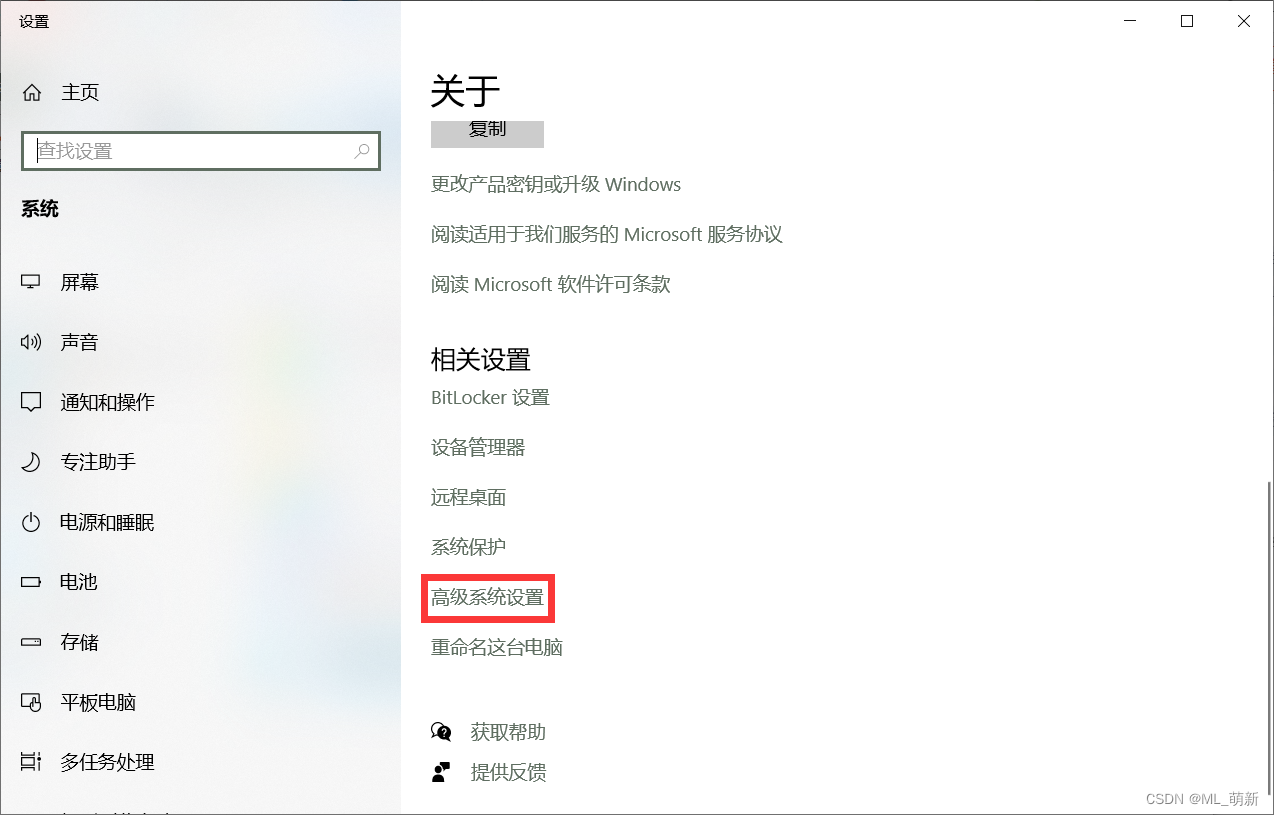 设置
主页
查找设置
系统
屏幕
声音
通知和操作
专注助手
电源和睡眠
电池
存储
平板电脑
多任务处理
关于
复制
更改产品密钥或升级 Windows
阅读适用于我们服务的 Microsoft 服务协议
阅读 Microsoft 软件许可条款
相关设置
BitLocker 设置
设备管理器
远程桌面
系统保护
高级系统设置
重命名这台电脑
获取帮助
提供反馈
CSDN @ML_萌新